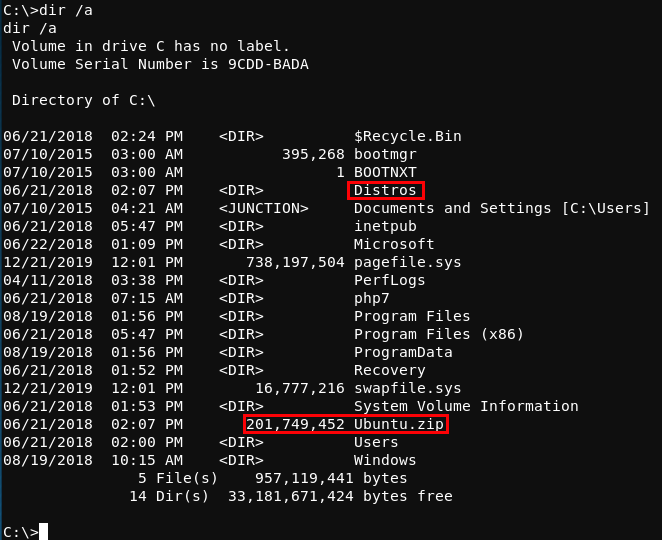 C:\>dir /a
dir /a
 Volume in drive C has no label.
 Volume Serial Number is 9CDD-BADA

 Directory of C:\

06/21/2018  02:24 PM    <DIR>          $Recycle.Bin
07/10/2015  03:00 AM           395,268 bootmgr
07/10/2015  03:00 AM                 1 BOOTNXT
06/21/2018  02:07 PM    <DIR>          Distros
07/10/2015  04:21 AM    <JUNCTION>     Documents and Settings [C:\Users]
06/21/2018  05:47 PM    <DIR>          inetpub
06/22/2018  01:09 PM    <DIR>          Microsoft
12/21/2019  12:01 PM       738,197,504 pagefile.sys
04/11/2018  03:38 PM    <DIR>          PerfLogs
06/21/2018  07:15 AM    <DIR>          php7
08/19/2018  01:56 PM    <DIR>          Program Files
06/21/2018  05:47 PM    <DIR>          Program Files (x86)
08/19/2018  01:56 PM    <DIR>          ProgramData
06/21/2018  01:52 PM    <DIR>          Recovery
12/21/2019  12:01 PM        16,777,216 swapfile.sys
06/21/2018  01:53 PM    <DIR>          System Volume Information
06/21/2018  02:07 PM       201,749,452 Ubuntu.zip
06/21/2018  02:00 PM    <DIR>          Users
08/19/2018  10:15 AM    <DIR>          Windows
               5 File(s)    957,119,441 bytes
              14 Dir(s)  33,181,671,424 bytes free

C:\>